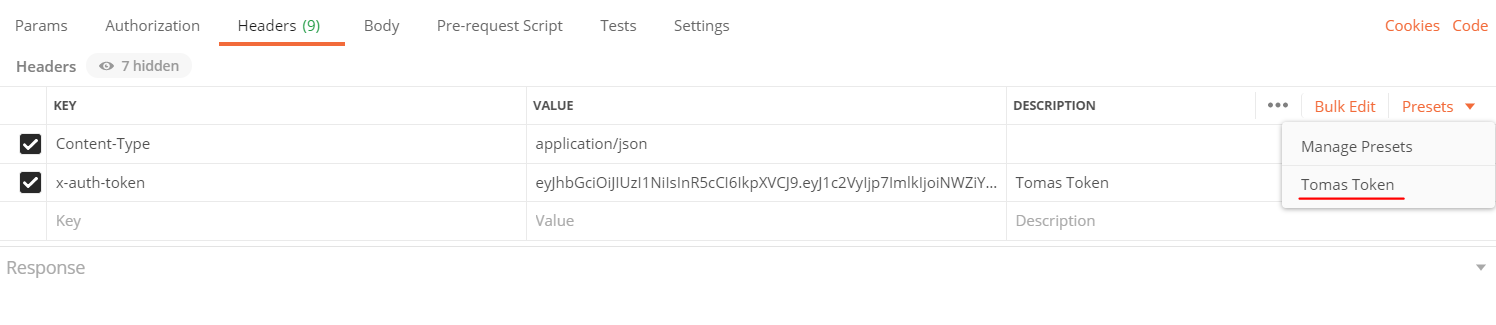 Params Authorization Headers (9) Body Pre-request Script Tests Settings Cookies Code
Headers 7 hidden
KEY VALUE DESCRIPTION ••• Bulk Edit Presets
Content-Type application/json
Manage Presets
x-auth-token eyJhbGciOiJIUzI1NiIsInR5cCI6IkpXVCJ9.eyJ1c2VyIjp7ImlkIjoiNWZiY... Tomas Token
Tomas Token
Key Value Description
Response